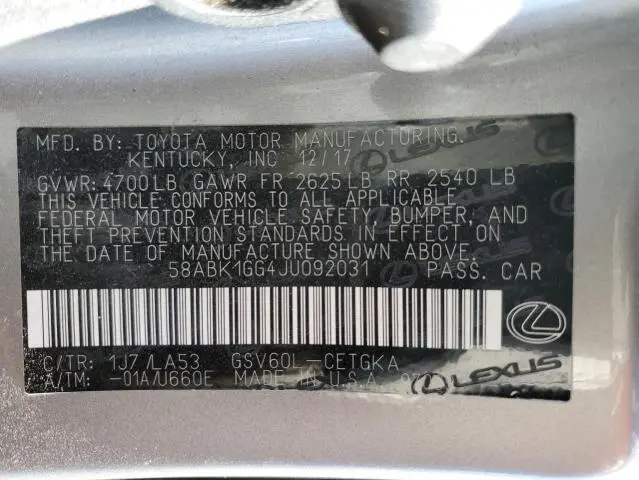 MFD. BY: TOYOTA MOTOR MANUFACTURING.
KENTUCKY, INC 12/17
GVWR: 4700LB GAWR FR 2625LB RR 2540 LB
THIS VEHICLE CONFORMS TO ALL APPLICABLE
FEDERAL MOTOR VEHICLE SAFETY, BUMPER, AND
THEFT PREVENTION STANDARDS IN EFFECT ON
THE DATE OF MANUFACTURE SHOWN ABOVE.
58ABK1GG4JU092031 PASS. CAR
C/TR: 1J7/LA53 GSV60L-CETGKA
A/TM: -01A/U660E MADE IN U.S.A.
LEXUS
LEXUS